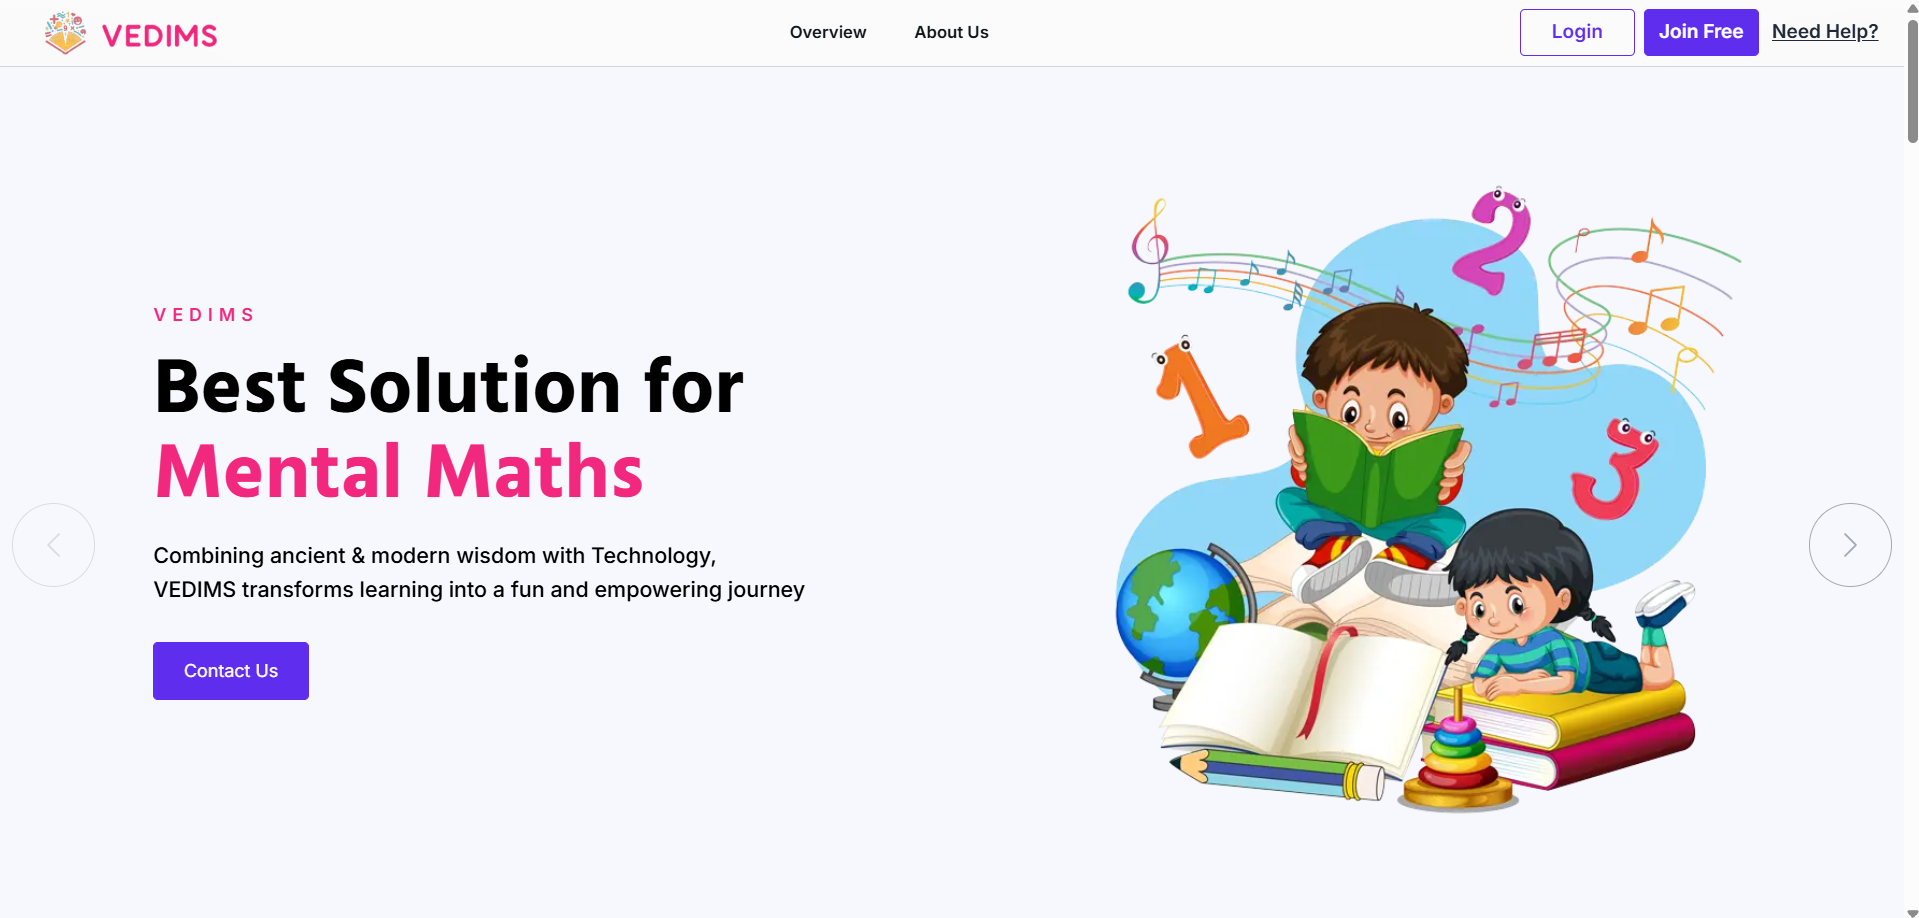 VEDIMS
Overview
About Us
Login
Join Free
Need Help?
VEDIMS
Best Solution for
Mental Maths
Combining ancient & modern wisdom with Technology,
VEDIMS transforms learning into a fun and empowering journey
Contact Us
1
2
3